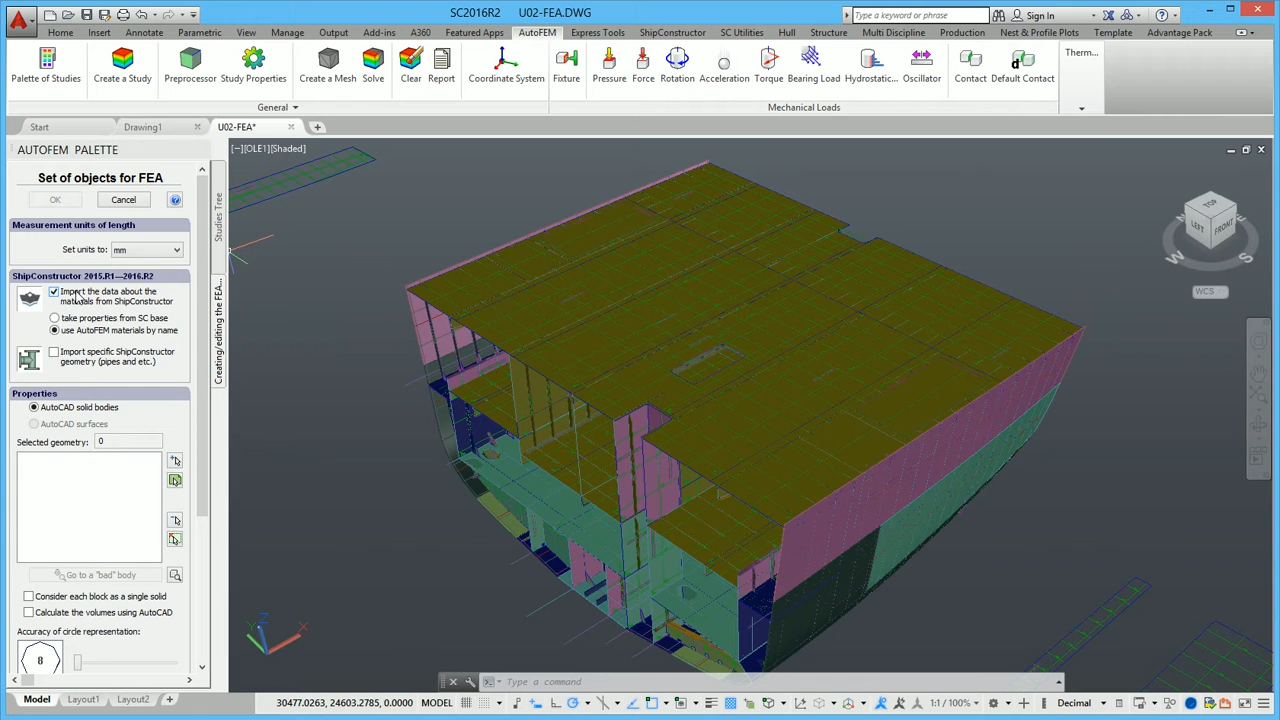 SC2016R2 U02-FEA.DWG
Type a keyword or phrase
Sign In
Home Insert Annotate Parametric View Manage Output Add-ins A360 Featured Apps AutoFEM Express Tools ShipConstructor SC Utilities Hull Structure Multi Discipline Production Nest & Profile Plots Template Advantage Pack
Palette of Studies Create a Study Preprocessor Study Properties Create a Mesh Solve Clear Report Coordinate System Fixture Pressure Force Rotation Acceleration Torque Bearing Load Hydrostatic... Oscillator Contact Default Contact Therm...
General Mechanical Loads
Start Drawing1 U02-FEA*
AUTOFEM PALETTE
[−][OLE1][Shaded]
Set of objects for FEA
OK Cancel
Measurement units of length
Set units to: mm
ShipConstructor 2015.R1—2016.R2
Import the data about the
materials from ShipConstructor
take properties from SC base
use AutoFEM materials by name
Import specific ShipConstructor
geometry (pipes and etc.)
Properties
AutoCAD solid bodies
AutoCAD surfaces
Selected geometry: 0
Go to a "bad" body
Consider each block as a single solid
Calculate the volumes using AutoCAD
Accuracy of circle representation:
8
Studies Tree
Creating/editing the FEA...
TOP
LEFT FRONT
W S E
WCS
Z X Y
Type a command
Model Layout1 Layout2
30477.0263, 24603.2785, 0.0000 MODEL
1:1 / 100%
Decimal